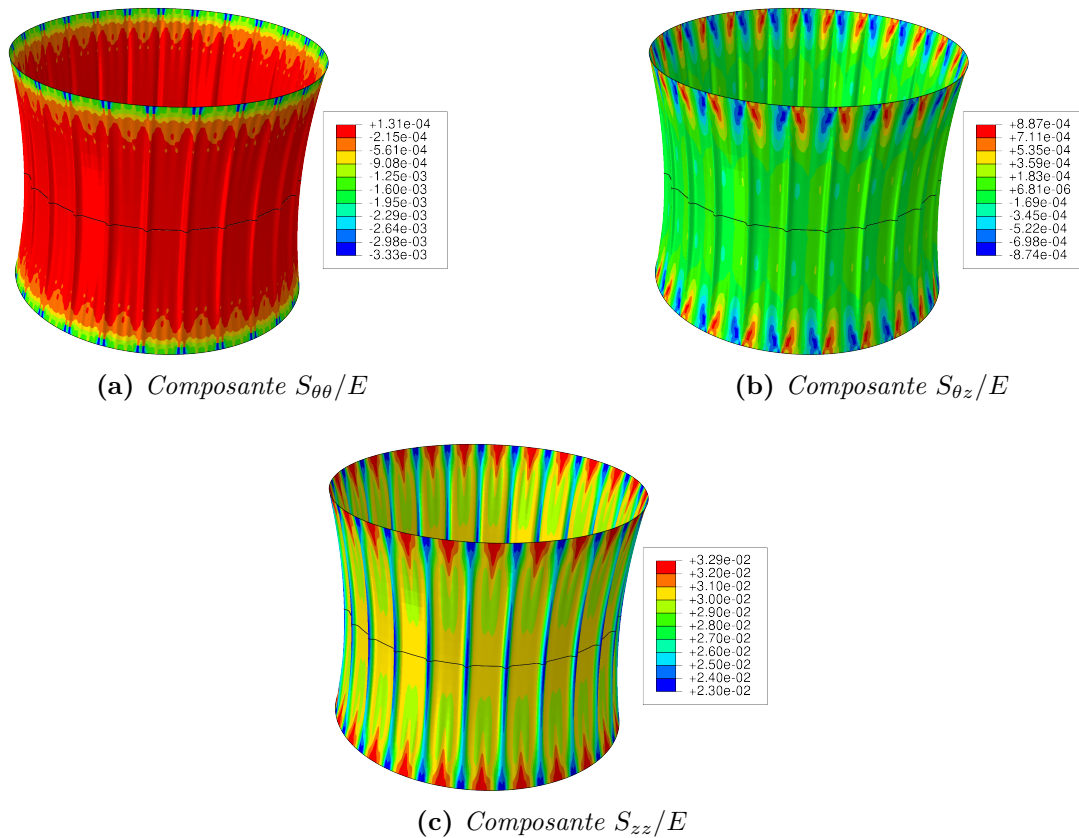 +1.31e-04
-2.15e-04
-5.61e-04
-9.08e-04
-1.25e-03
-1.60e-03
-1.95e-03
-2.29e-03
-2.64e-03
-2.98e-03
-3.33e-03
(a) Composante Sθθ/E
+8.87e-04
+7.11e-04
+5.35e-04
+3.59e-04
+1.83e-04
+6.81e-06
-1.69e-04
-3.45e-04
-5.22e-04
-6.98e-04
-8.74e-04
(b) Composante Sθz/E
+3.29e-02
+3.20e-02
+3.10e-02
+3.00e-02
+2.90e-02
+2.80e-02
+2.70e-02
+2.60e-02
+2.50e-02
+2.40e-02
+2.30e-02
(c) Composante Szz/E